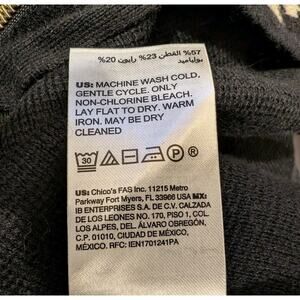 %57 القطن 23% رايون 20%
بولياميد
US: MACHINE WASH COLD,
GENTLE CYCLE. ONLY
NON-CHLORINE BLEACH.
LAY FLAT TO DRY. WARM
IRON. MAY BE DRY
CLEANED
30 P R
US: Chico's FAS Inc. 11215 Metro
Parkway Fort Myers, FL 33966 USA MX:
IB ENTERPRISES S.A. DE C.V. CALZADA
DE LOS LEONES NO. 170, PISO 1, COL
LOS ALPES, DEL. ÁLVARO OBREGÓN,
C.P. 01010, CIUDAD DE MÉXICO,
MÉXICO. RFC: IEN1701241PA